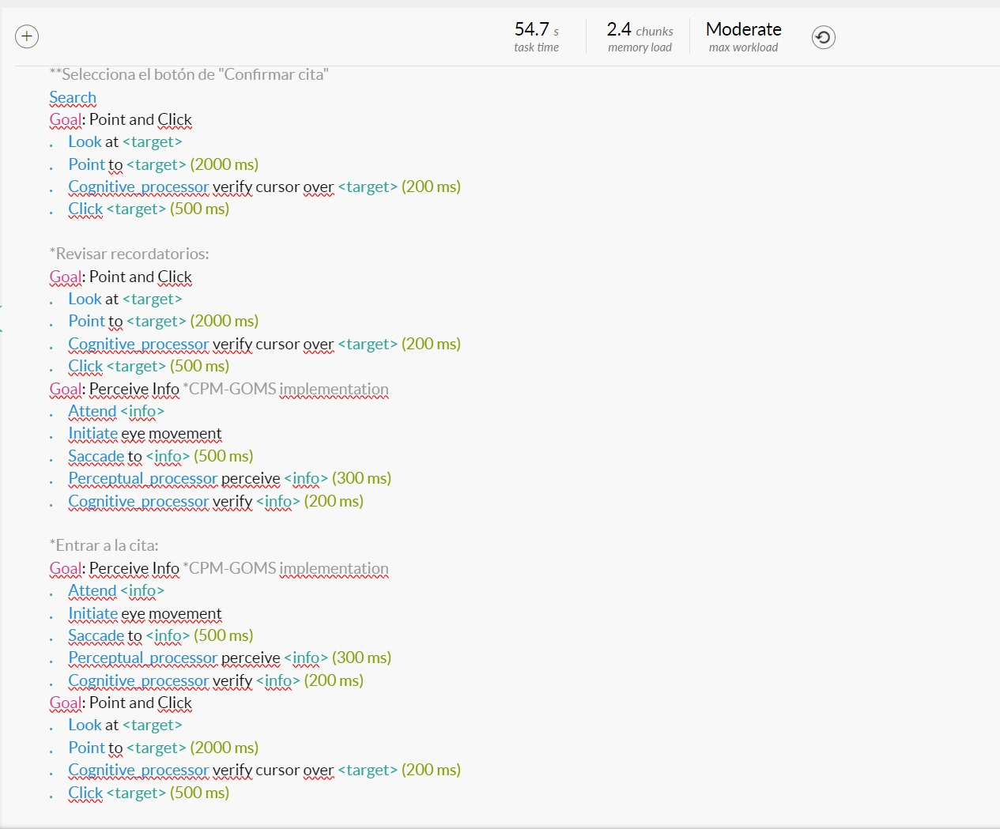 54.7 s 2.4 chunks Moderate
task time memory load max workload
**Selecciona el botón de "Confirmar cita"
Search
Goal: Point and Click
. Look at <target>
. Point to <target> (2000 ms)
. Cognitive_processor verify cursor over <target> (200 ms)
. Click <target> (500 ms)
*Revisar recordatorios:
Goal: Point and Click
. Look at <target>
. Point to <target> (2000 ms)
. Cognitive_processor verify cursor over <target> (200 ms)
. Click <target> (500 ms)
Goal: Perceive Info *CPM-GOMS implementation
. Attend <info>
. Initiate eye movement
. Saccade to <info> (500 ms)
. Perceptual_processor perceive <info> (300 ms)
. Cognitive_processor verify <info> (200 ms)
*Entrar a la cita:
Goal: Perceive Info *CPM-GOMS implementation
. Attend <info>
. Initiate eye movement
. Saccade to <info> (500 ms)
. Perceptual_processor perceive <info> (300 ms)
. Cognitive_processor verify <info> (200 ms)
Goal: Point and Click
. Look at <target>
. Point to <target> (2000 ms)
. Cognitive_processor verify cursor over <target> (200 ms)
. Click <target> (500 ms)